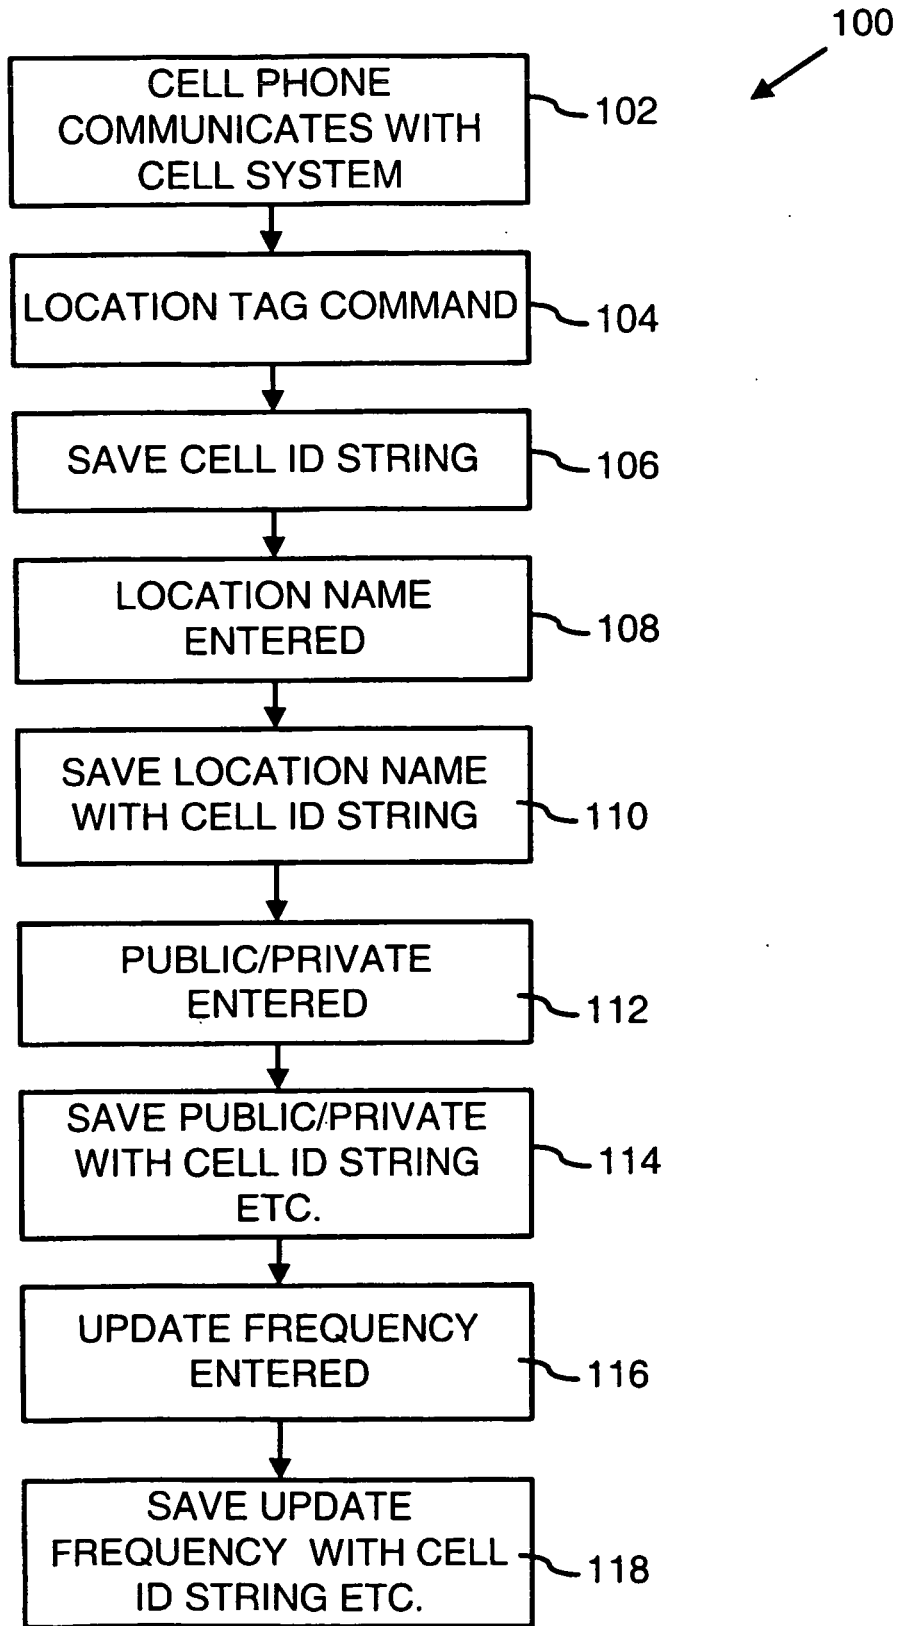 100
CELL PHONE
COMMUNICATES WITH
CELL SYSTEM
102
LOCATION TAG COMMAND
104
SAVE CELL ID STRING
106
LOCATION NAME
ENTERED
108
SAVE LOCATION NAME
WITH CELL ID STRING
110
PUBLIC/PRIVATE
ENTERED
112
SAVE PUBLIC/PRIVATE
WITH CELL ID STRING
ETC.
114
UPDATE FREQUENCY
ENTERED
116
SAVE UPDATE
FREQUENCY WITH CELL
ID STRING ETC.
118